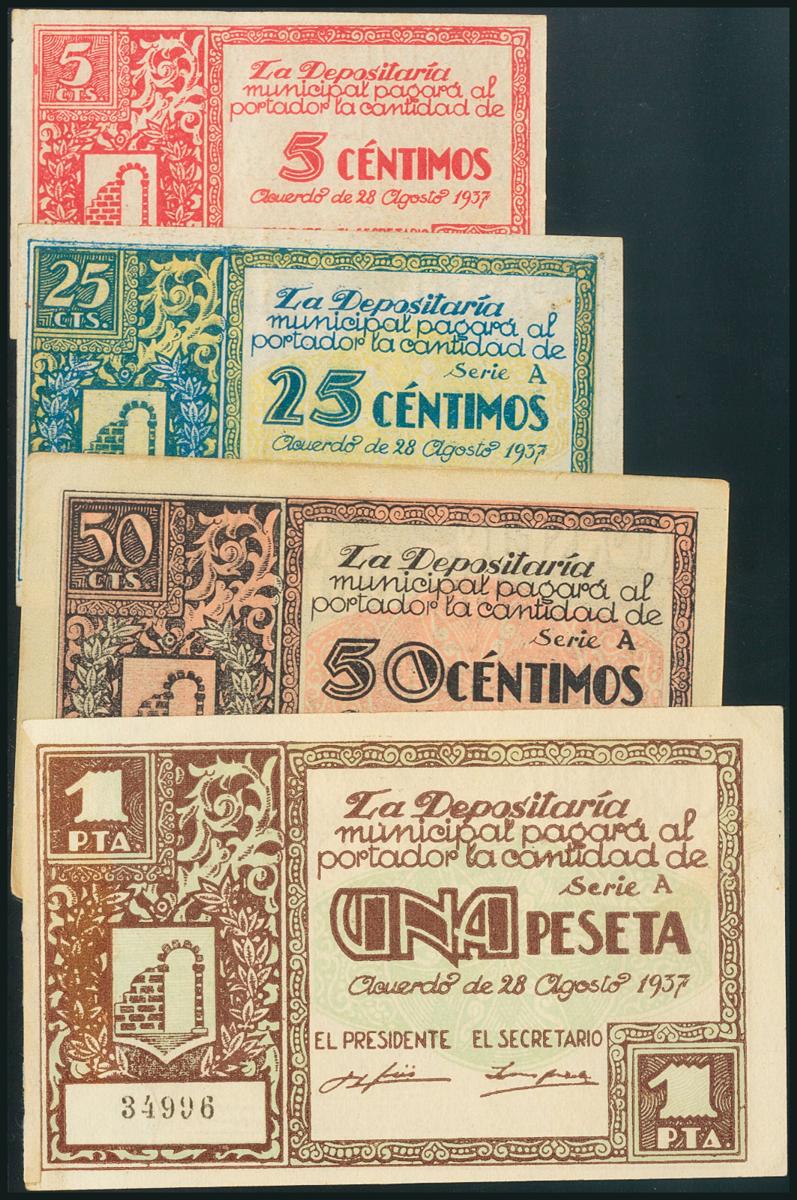 5
CTS.
La Depositaría
municipal pagará al
portador la cantidad de
5 CÉNTIMOS
Acuerdo de 28 Agosto 1937
EL SECRETARIO
25
CTS.
La Depositaría
municipal pagará al
portador la cantidad de
Serie A
25 CÉNTIMOS
Acuerdo de 28 Agosto 1937
50
CTS.
La Depositaría
municipal pagará al
portador la cantidad de
Serie A
50 CÉNTIMOS
1
PTA.
La Depositaría
municipal pagará al
portador la cantidad de
Serie A
UNA PESETA
Acuerdo de 28 Agosto 1937
EL PRESIDENTE EL SECRETARIO
34996
1
PTA.